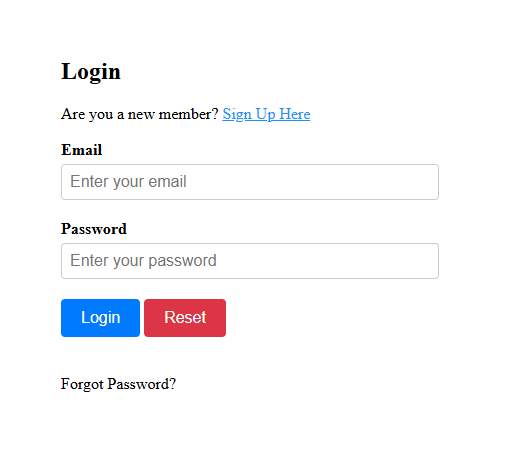 Login
Are you a new member? Sign Up Here
Email
Enter your email
Password
Enter your password
Login Reset
Forgot Password?